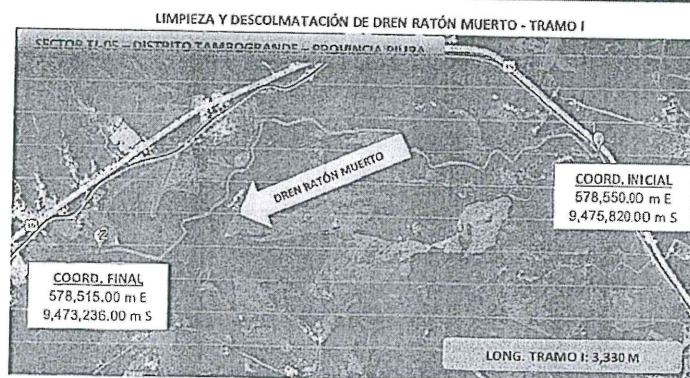 LIMPIEZA Y DESCOLMATACIÓN DE DREN RATÓN MUERTO - TRAMO I
SECTOR TJ-05 – DISTRITO TAMBOGRANDE – PROVINCIA PIURA
DREN RATÓN MUERTO
COORD. INICIAL
578,550.00 m E
9,475,820.00 m S
COORD. FINAL
578,515.00 m E
9,473,236.00 m S
LONG. TRAMO I: 3,330 M